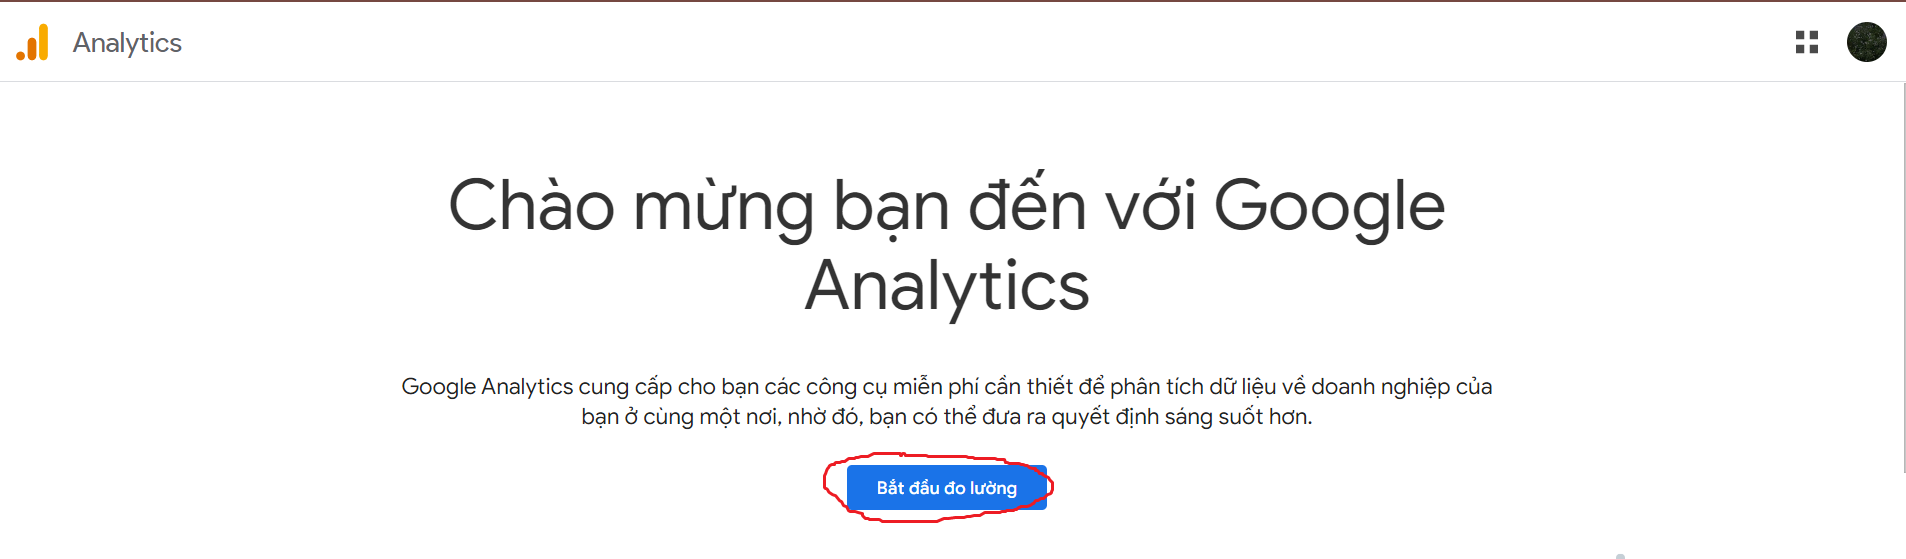 Analytics
Chào mừng bạn đến với Google
Analytics
Google Analytics cung cấp cho bạn các công cụ miễn phí cần thiết để phân tích dữ liệu về doanh nghiệp của
bạn ở cùng một nơi, nhờ đó, bạn có thể đưa ra quyết định sáng suốt hơn.
Bắt đầu đo lường